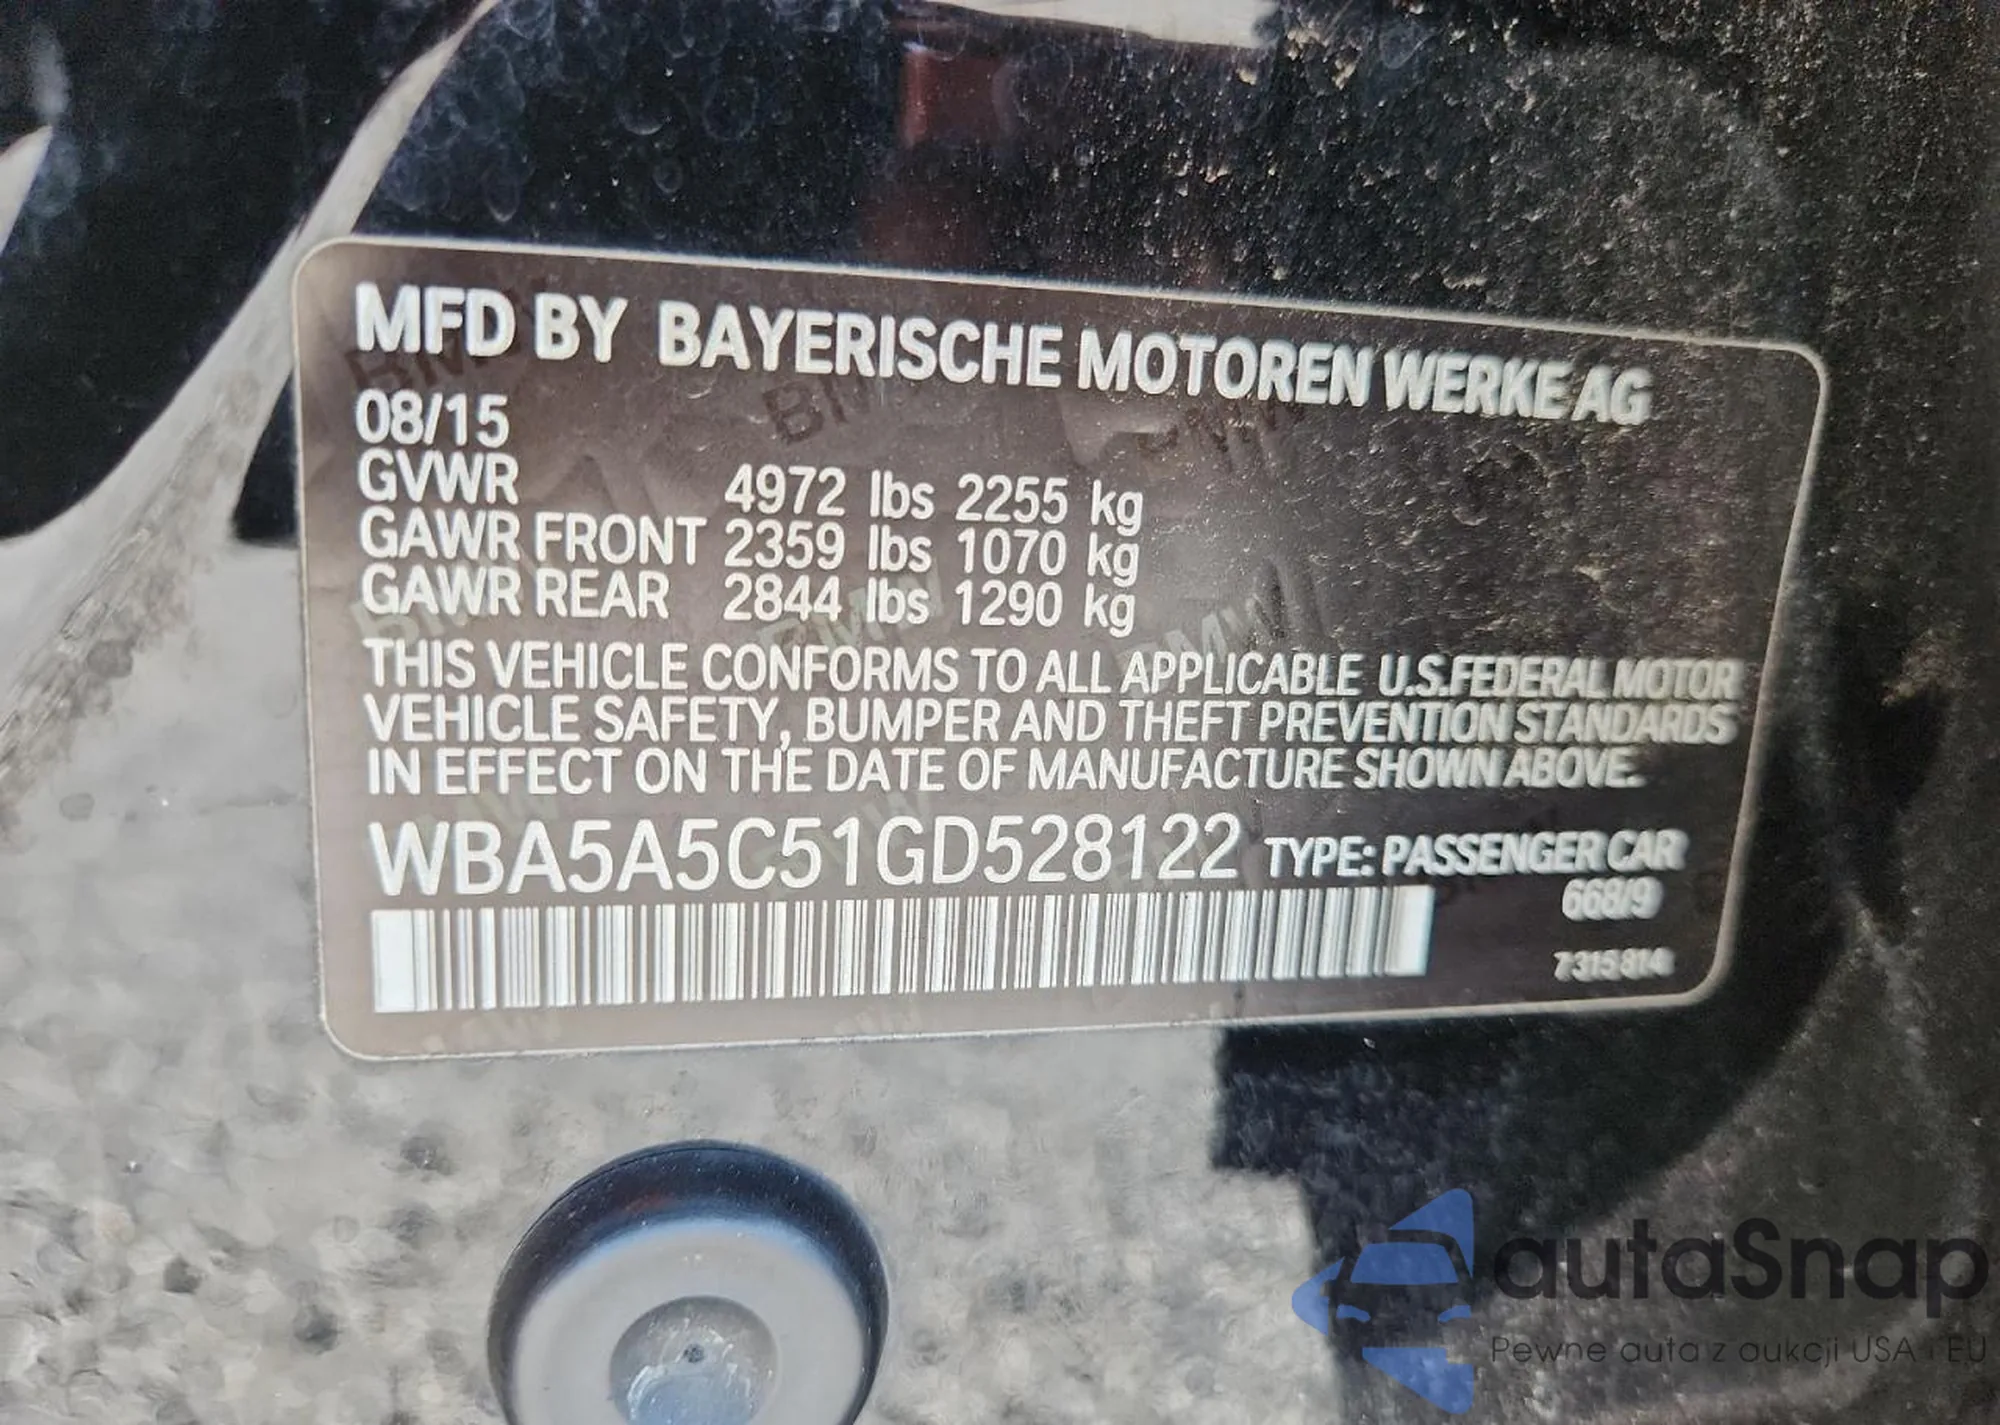 MFD BY BAYERISCHE MOTOREN WERKE AG
08/15
GVWR 4972 lbs 2255 kg
GAWR FRONT 2359 lbs 1070 kg
GAWR REAR 2844 lbs 1290 kg
THIS VEHICLE CONFORMS TO ALL APPLICABLE U.S.FEDERAL MOTOR
VEHICLE SAFETY, BUMPER AND THEFT PREVENTION STANDARDS
IN EFFECT ON THE DATE OF MANUFACTURE SHOWN ABOVE.
WBA5A5C51GD528122 TYPE: PASSENGER CAR
668/9
7315814
autaSnap
Pewne auta z aukcji USA i EU